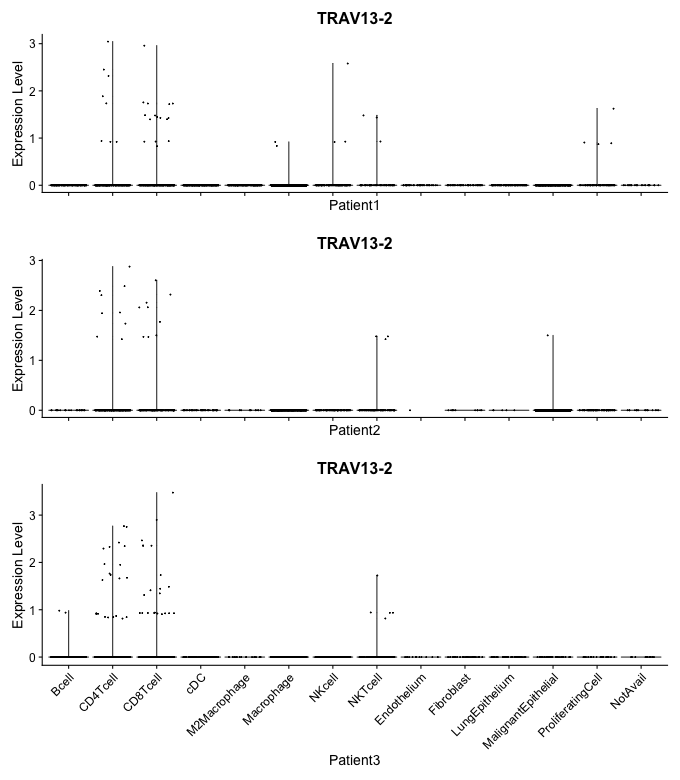 TRAV13-2
Expression Level
3
2
1
0
Patient1
TRAV13-2
Expression Level
3
2
1
0
Patient2
TRAV13-2
Expression Level
3
2
1
0
Bcell
CD4Tcell
CD8Tcell
cDC
M2Macrophage
Macrophage
NKcell
NKTcell
Endothelium
Fibroblast
LungEpithelium
MalignantEpithelial
ProliferatingCell
NotAvail
Patient3